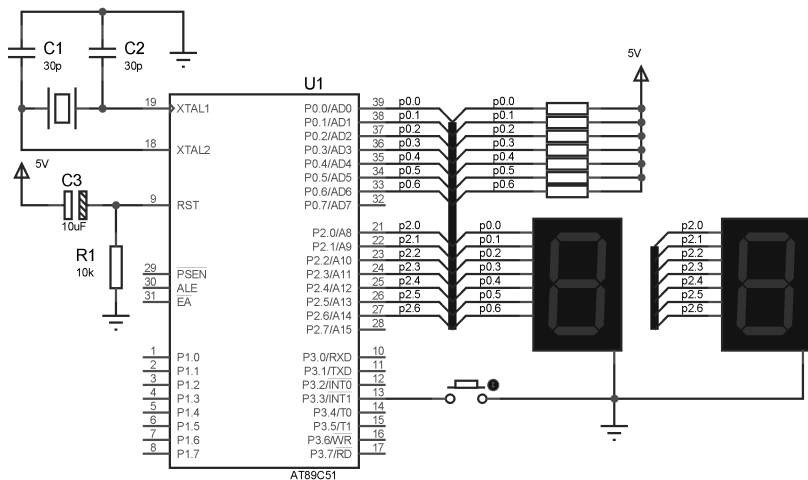 C1
30p
C2
30p
U1
5V
19
XTAL1
18
XTAL2
5V
C3
10uF
9
RST
R1
10k
29
PSEN
30
ALE
31
EA
1
P1.0
2
P1.1
3
P1.2
4
P1.3
5
P1.4
6
P1.5
7
P1.6
8
P1.7
P0.0/AD0
39
p0.0
P0.1/AD1
38
p0.1
P0.2/AD2
37
p0.2
P0.3/AD3
36
p0.3
P0.4/AD4
35
p0.4
P0.5/AD5
34
p0.5
P0.6/AD6
33
p0.6
P0.7/AD7
32
P2.0/A8
21
p2.0
P2.1/A9
22
p2.1
P2.2/A10
23
p2.2
P2.3/A11
24
p2.3
P2.4/A12
25
p2.4
P2.5/A13
26
p2.5
P2.6/A14
27
p2.6
P2.7/A15
28
P3.0/RXD
10
P3.1/TXD
11
P3.2/INT0
12
P3.3/INT1
13
P3.4/T0
14
P3.5/T1
15
P3.6/WR
16
P3.7/RD
17
AT89C51
p0.0
p0.1
p0.2
p0.3
p0.4
p0.5
p0.6
p0.0
p0.1
p0.2
p0.3
p0.4
p0.5
p0.6
p2.0
p2.1
p2.2
p2.3
p2.4
p2.5
p2.6